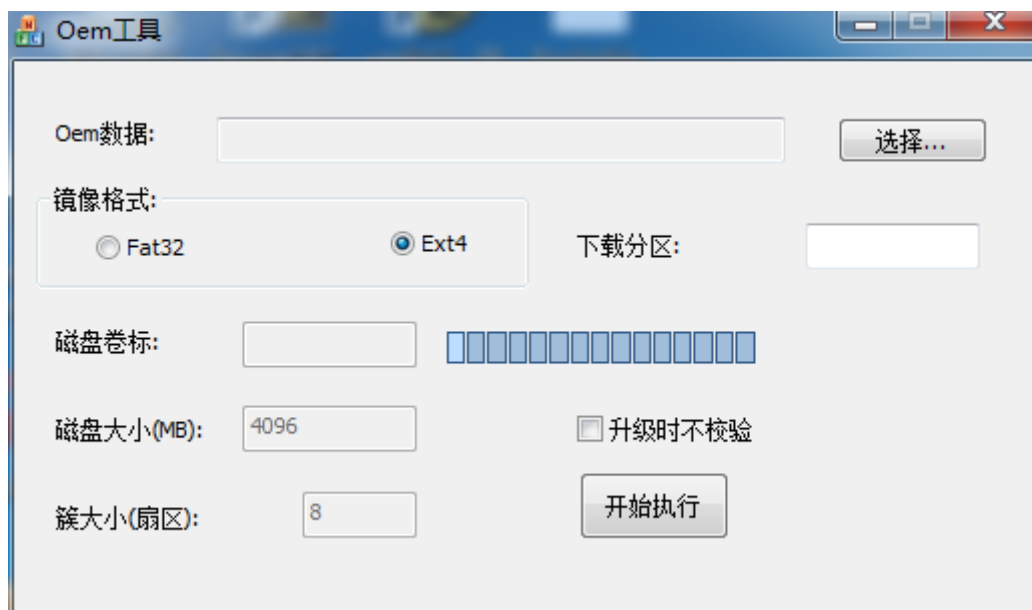 Oem工具
Oem数据:
选择...
镜像格式:
Fat32
Ext4
下载分区:
磁盘卷标:
磁盘大小(MB):
4096
升级时不校验
簇大小(扇区):
8
开始执行